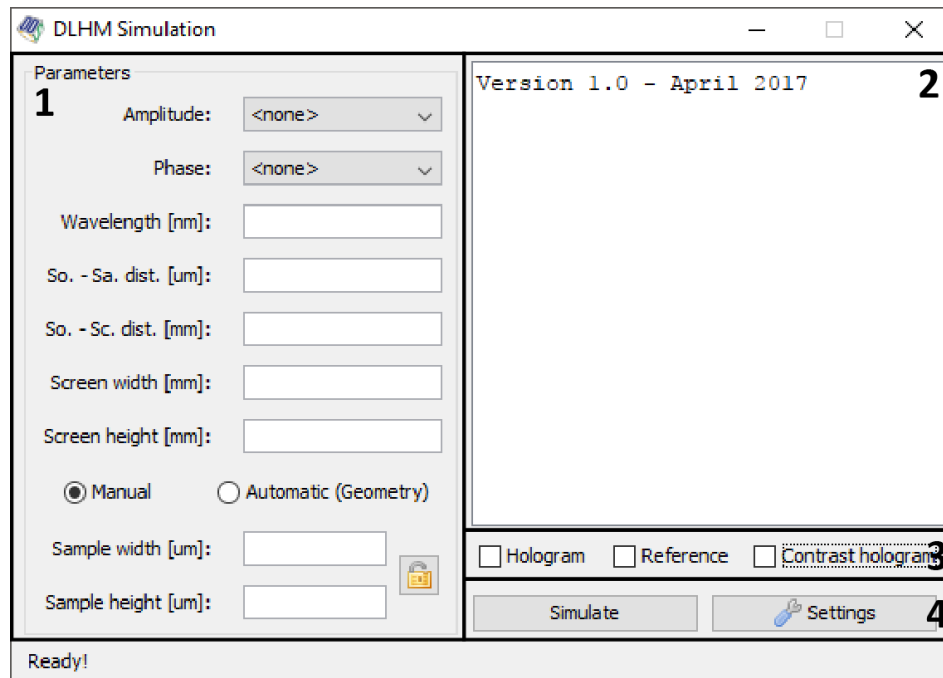 DLHM Simulation
Parameters
1
Amplitude: <none>
Phase: <none>
Wavelength [nm]:
So. - Sa. dist. [um]:
So. - Sc. dist. [mm]:
Screen width [mm]:
Screen height [mm]:
Manual Automatic (Geometry)
Sample width [um]:
Sample height [um]:
Version 1.0 - April 2017
2
Hologram Reference Contrast hologram
3
Simulate Settings
4
Ready!